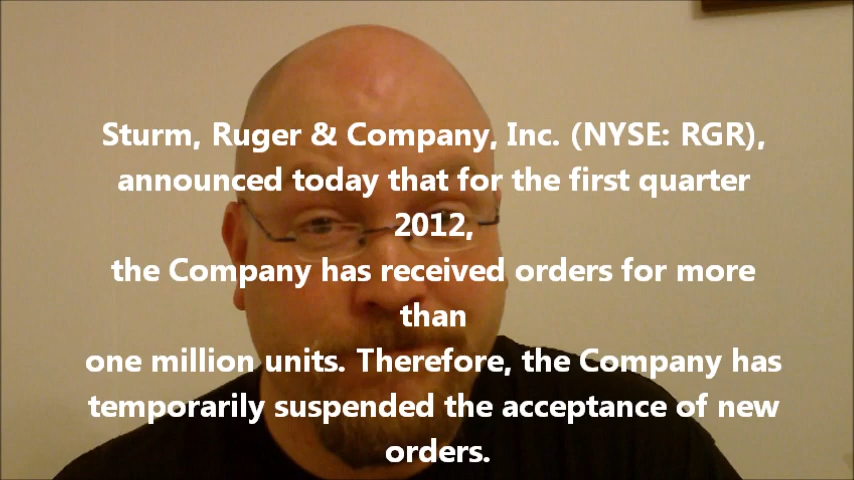 Sturm, Ruger & Company, Inc. (NYSE: RGR),
announced today that for the first quarter
2012,
the Company has received orders for more
than
one million units. Therefore, the Company has
temporarily suspended the acceptance of new
orders.